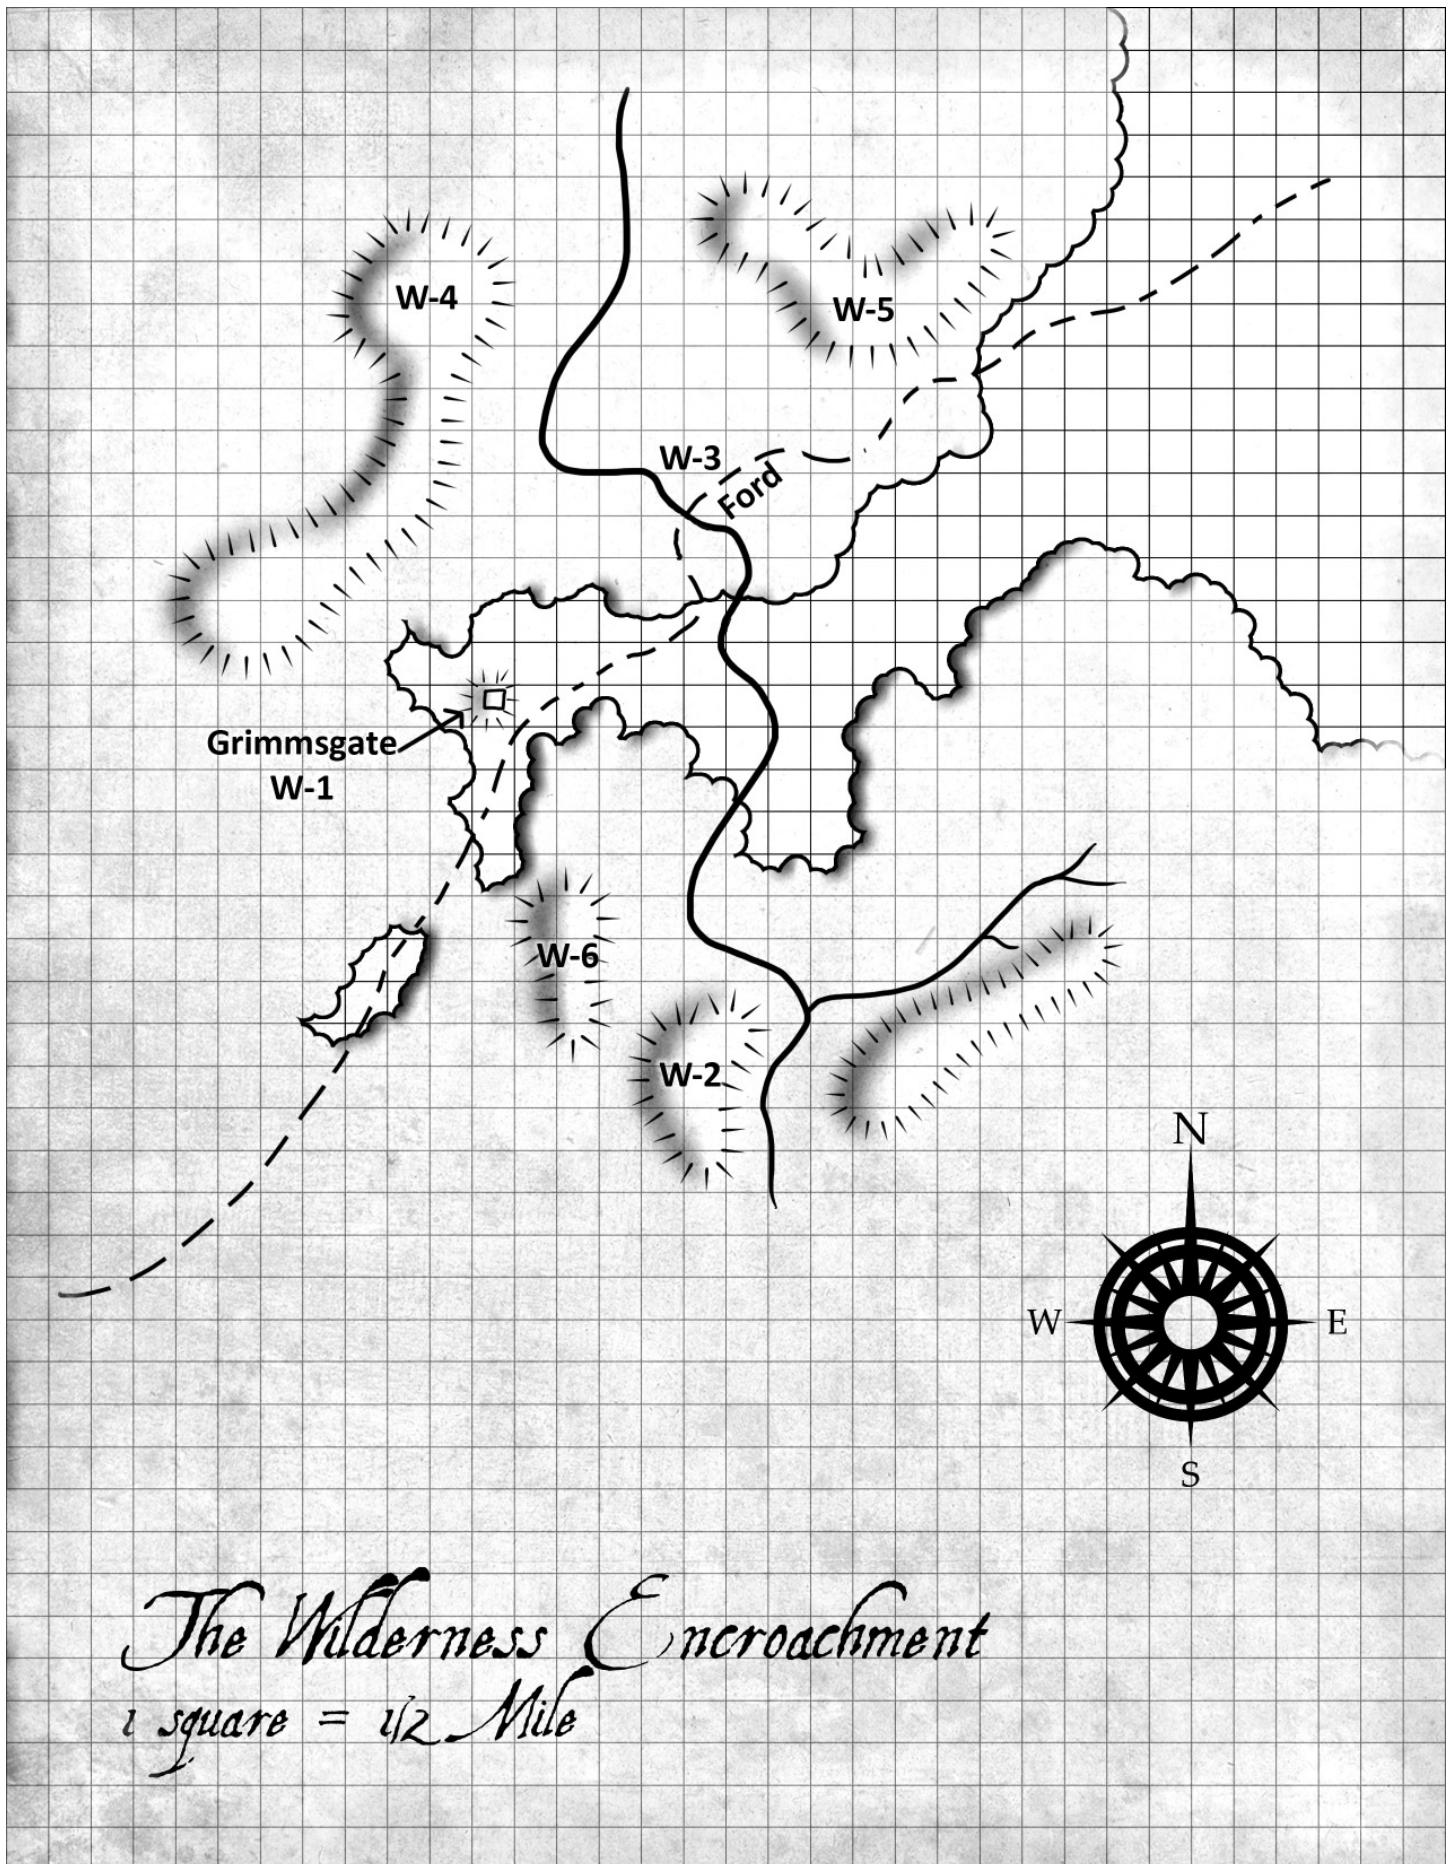 W-4
W-5
W-3
Ford
Grimmsgate
W-1
W-6
W-2
N
W
E
S
The Wilderness Encroachment
1 square = 1/2 Mile